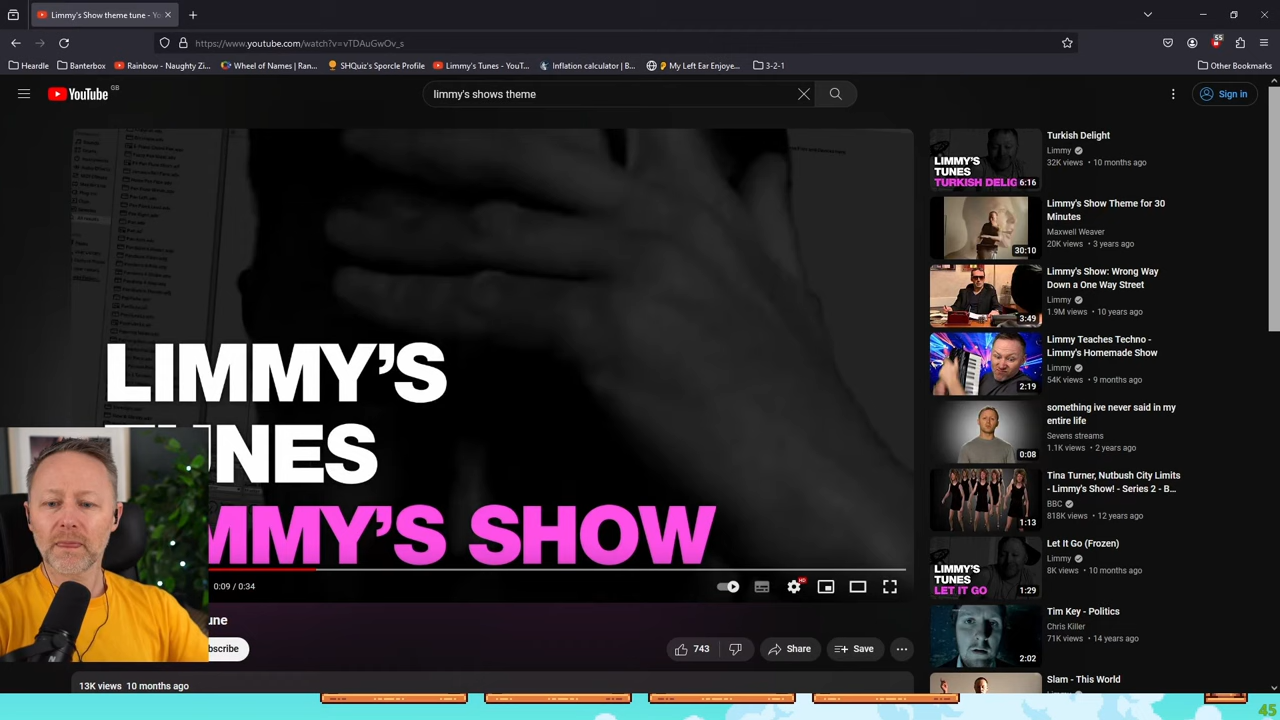 Limmy's Show theme tune - Yo
https://www.youtube.com/watch?v=vTDAuGwOv_s
55
Heardle
Banterbox
Rainbow - Naughty Zi...
Wheel of Names | Ran...
SHQuiz's Sporcle Profile
Limmy's Tunes - YouT...
Inflation calculator | B...
My Left Ear Enjoye...
3-2-1
Other Bookmarks
YouTube
GB
limmy's shows theme
Sign in
LIMMY'S
NES
MMY'S SHOW
0:09 / 0:34
HD
une
bscribe
743
Share
Save
13K views 10 months ago
LIMMY'S
TUNES
TURKISH DELIG
6:16
Turkish Delight
Limmy
32K views • 10 months ago
30:10
Limmy's Show Theme for 30
Minutes
Maxwell Weaver
20K views • 3 years ago
3:49
Limmy's Show: Wrong Way
Down a One Way Street
Limmy
1.9M views • 10 years ago
2:19
Limmy Teaches Techno -
Limmy's Homemade Show
Limmy
54K views • 9 months ago
0:08
something ive never said in my
entire life
Sevens streams
1.1K views • 2 years ago
1:13
Tina Turner, Nutbush City Limits
- Limmy's Show! - Series 2 - B...
BBC
818K views • 12 years ago
LIMMY'S
TUNES
LET IT GO
1:29
Let It Go (Frozen)
Limmy
8K views • 10 months ago
2:02
Tim Key - Politics
Chris Killer
71K views • 14 years ago
Slam - This World
45